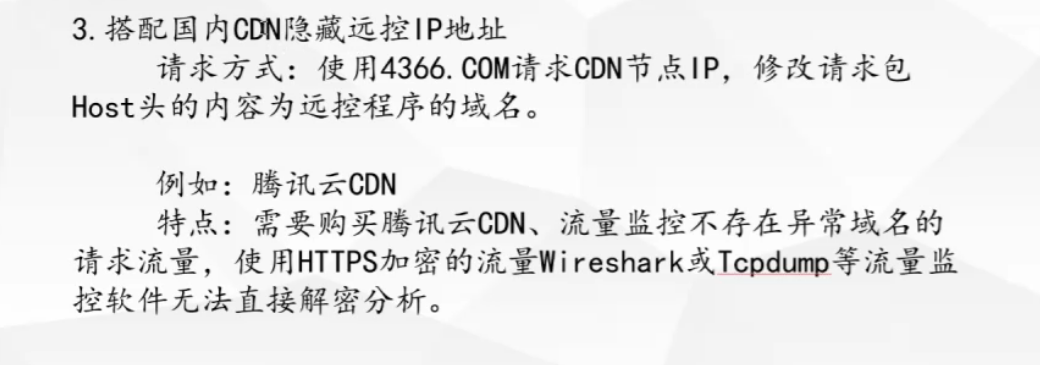 3.搭配国内CDN隐藏远控IP地址
请求方式：使用4366.COM请求CDN节点IP，修改请求包
Host头的内容为远控程序的域名。
例如：腾讯云CDN
特点：需要购买腾讯云CDN、流量监控不存在异常域名的
请求流量，使用HTTPS加密的流量Wireshark或Tcpdump等流量监
控软件无法直接解密分析。